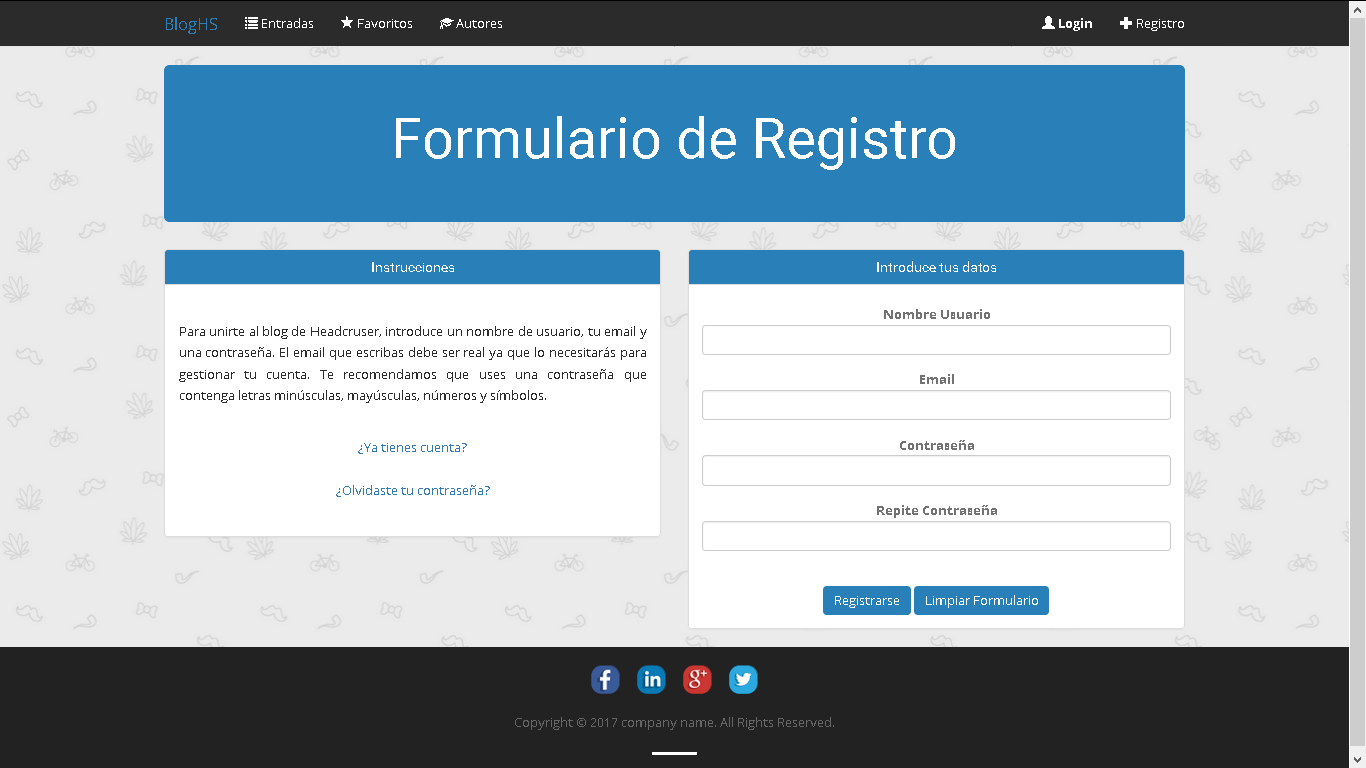 BlogHS Entradas Favoritos Autores Login Registro
Formulario de Registro
Instrucciones
Para unirte al blog de Headcruser, introduce un nombre de usuario, tu email y
una contraseña. El email que escribas debe ser real ya que lo necesitarás para
gestionar tu cuenta. Te recomendamos que uses una contraseña que
contenga letras minúsculas, mayúsculas, números y símbolos.
¿Ya tienes cuenta?
¿Olvidaste tu contraseña?
Introduce tus datos
Nombre Usuario
Email
Contraseña
Repite Contraseña
Registrarse Limpiar Formulario
f in g+
Copyright © 2017 company name. All Rights Reserved.